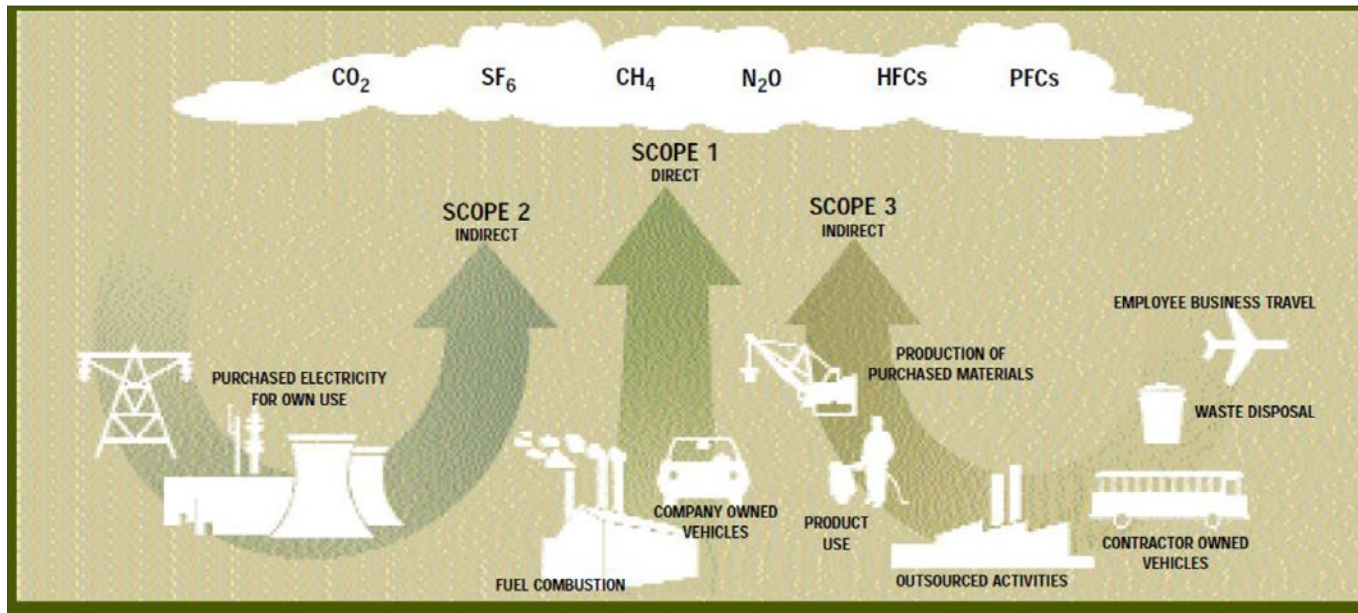 CO₂ SF₆ CH₄ N₂O HFCs PFCs
SCOPE 1
DIRECT
SCOPE 2
INDIRECT
SCOPE 3
INDIRECT
PURCHASED ELECTRICITY
FOR OWN USE
FUEL COMBUSTION
COMPANY OWNED
VEHICLES
EMPLOYEE BUSINESS TRAVEL
PRODUCTION OF
PURCHASED MATERIALS
WASTE DISPOSAL
PRODUCT
USE
OUTSOURCED ACTIVITIES
CONTRACTOR OWNED
VEHICLES